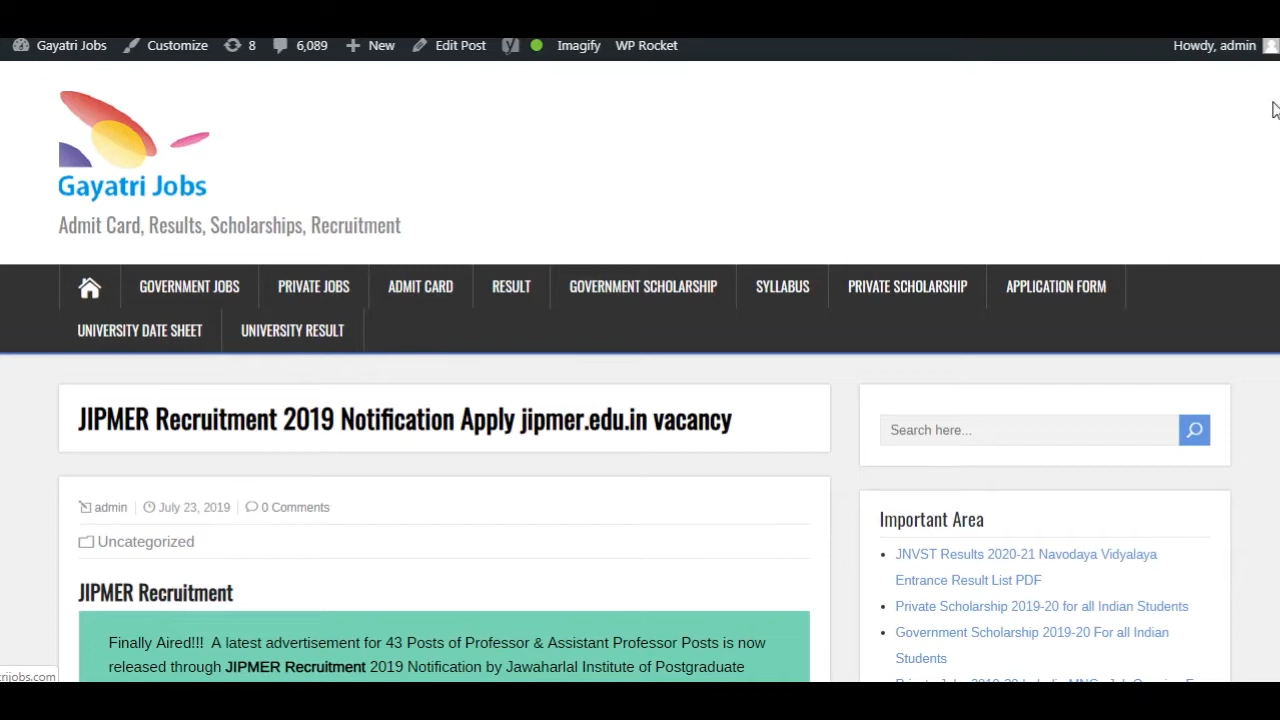 Gayatri Jobs Customize 8 6,089 New Edit Post Imagify WP Rocket Howdy, admin
Gayatri Jobs
Admit Card, Results, Scholarships, Recruitment
GOVERNMENT JOBS PRIVATE JOBS ADMIT CARD RESULT GOVERNMENT SCHOLARSHIP SYLLABUS PRIVATE SCHOLARSHIP APPLICATION FORM
UNIVERSITY DATE SHEET UNIVERSITY RESULT
JIPMER Recruitment 2019 Notification Apply jipmer.edu.in vacancy
admin July 23, 2019 0 Comments
Uncategorized
JIPMER Recruitment
Finally Aired!!! A latest advertisement for 43 Posts of Professor & Assistant Professor Posts is now
released through JIPMER Recruitment 2019 Notification by Jawaharlal Institute of Postgraduate
Search here...
Important Area
JNVST Results 2020-21 Navodaya Vidyalaya
Entrance Result List PDF
Private Scholarship 2019-20 for all Indian Students
Government Scholarship 2019-20 For all Indian
Students
rijobs.com